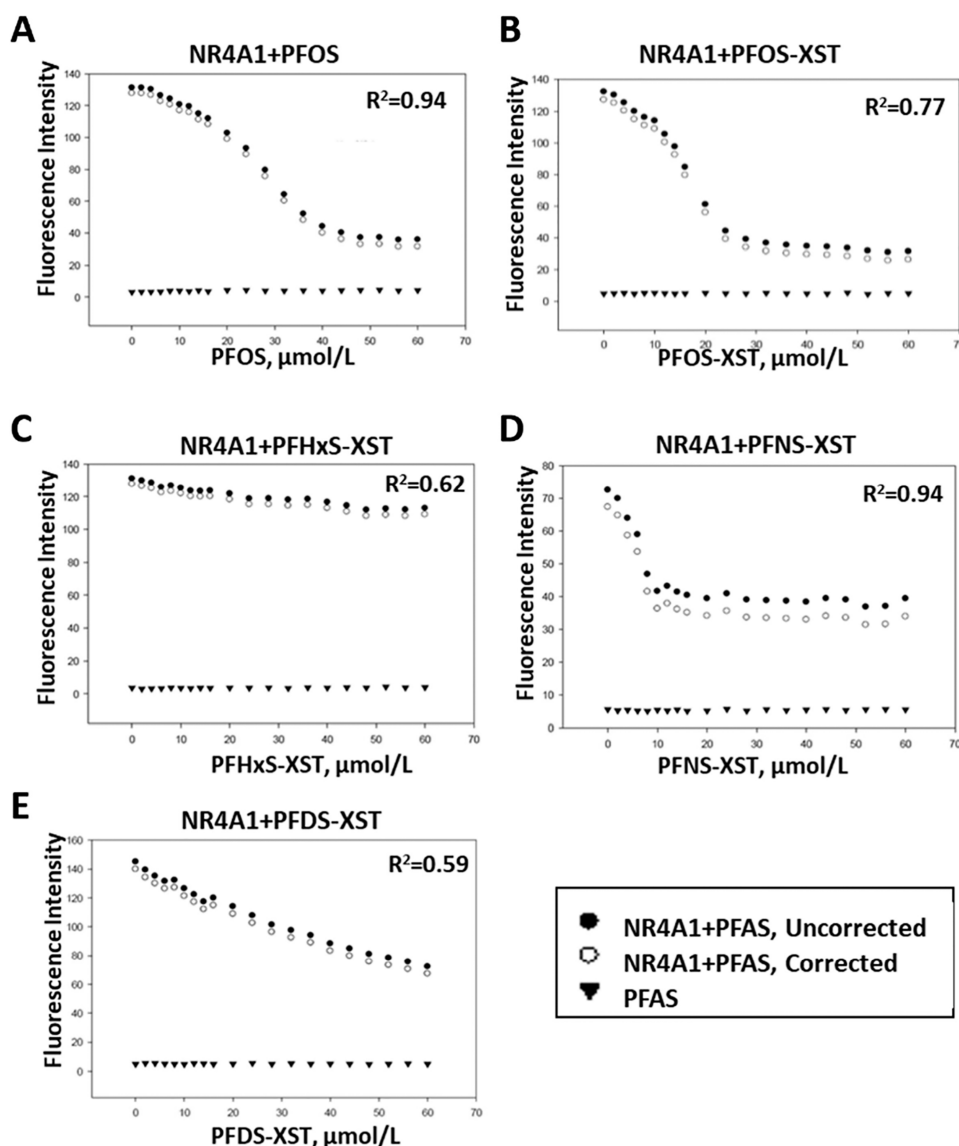 A
NR4A1+PFOS
R²=0.94
Fluorescence Intensity
140
120
100
80
60
40
20
0
0 10 20 30 40 50 60 70
PFOS, µmol/L
B
NR4A1+PFOS-XST
R²=0.77
Fluorescence Intensity
140
120
100
80
60
40
20
0
0 10 20 30 40 50 60 70
PFOS-XST, µmol/L
C
NR4A1+PFHxS-XST
R²=0.62
Fluorescence Intensity
140
120
100
80
60
40
20
0
0 10 20 30 40 50 60 70
PFHxS-XST, µmol/L
D
NR4A1+PFNS-XST
R²=0.94
Fluorescence Intensity
80
70
60
50
40
30
20
10
0
0 10 20 30 40 50 60 70
PFNS-XST, µmol/L
E
NR4A1+PFDS-XST
R²=0.59
Fluorescence Intensity
160
140
120
100
80
60
40
20
0
0 10 20 30 40 50 60 70
PFDS-XST, µmol/L
NR4A1+PFAS, Uncorrected
NR4A1+PFAS, Corrected
PFAS